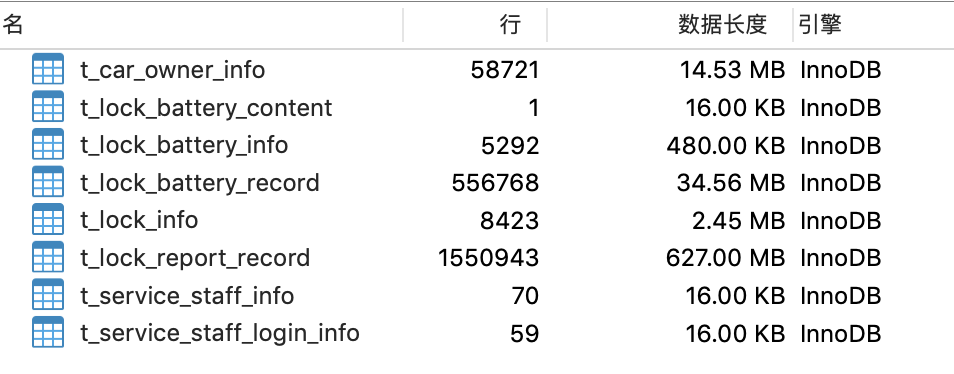 名 行 数据长度 引擎
t_car_owner_info 58721 14.53 MB InnoDB
t_lock_battery_content 1 16.00 KB InnoDB
t_lock_battery_info 5292 480.00 KB InnoDB
t_lock_battery_record 556768 34.56 MB InnoDB
t_lock_info 8423 2.45 MB InnoDB
t_lock_report_record 1550943 627.00 MB InnoDB
t_service_staff_info 70 16.00 KB InnoDB
t_service_staff_login_info 59 16.00 KB InnoDB